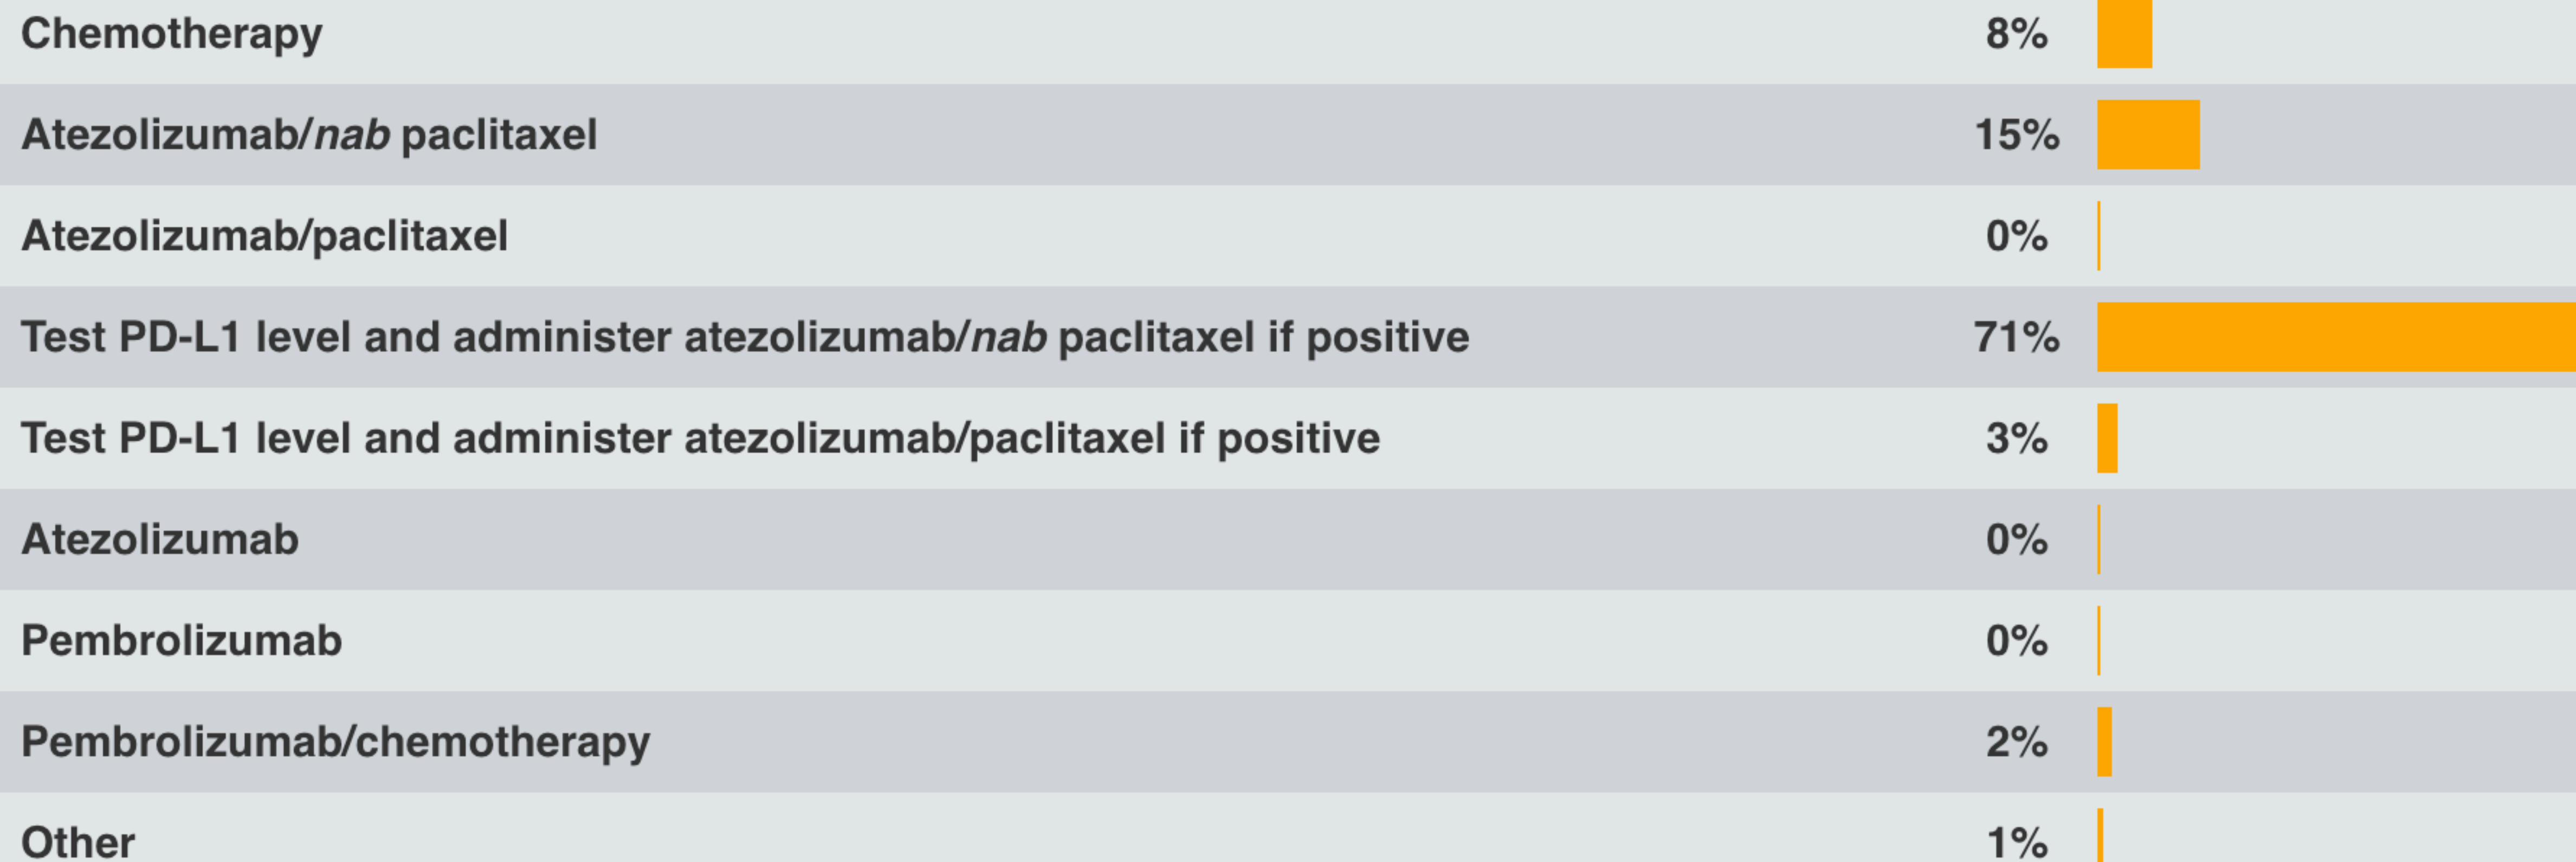 Chemotherapy 8%
Atezolizumab/nab paclitaxel 15%
Atezolizumab/paclitaxel 0%
Test PD-L1 level and administer atezolizumab/nab paclitaxel if positive 71%
Test PD-L1 level and administer atezolizumab/paclitaxel if positive 3%
Atezolizumab 0%
Pembrolizumab 0%
Pembrolizumab/chemotherapy 2%
Other 1%